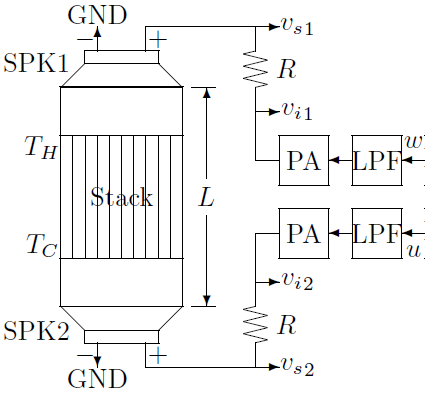 GND
− +
SPK1
v_{s1}
R
v_{i1}
T_H
PA
LPF
w
Stack
L
T_C
PA
LPF
u
v_{i2}
R
SPK2
− +
GND
v_{s2}